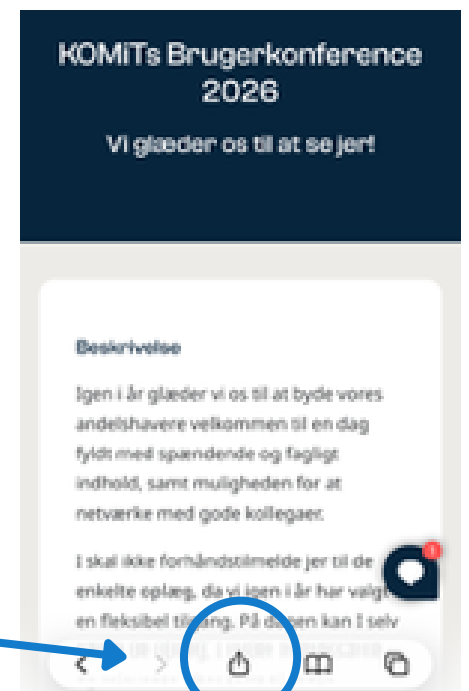 KOMiTs Brugerkonference
2026
Vi glæder os til at se jer!
Beskrivelse
Igen i år glæder vi os til at byde vores
andelshavere velkommen til en dag
fyldt med spændende og fagligt
indhold, samt muligheden for at
netværke med gode kollegaer.
I skal ikke forhåndstilmelde jer til de
enkelte oplæg, da vi igen i år har valgt
en fleksibel tilgang. På dagen kan I selv